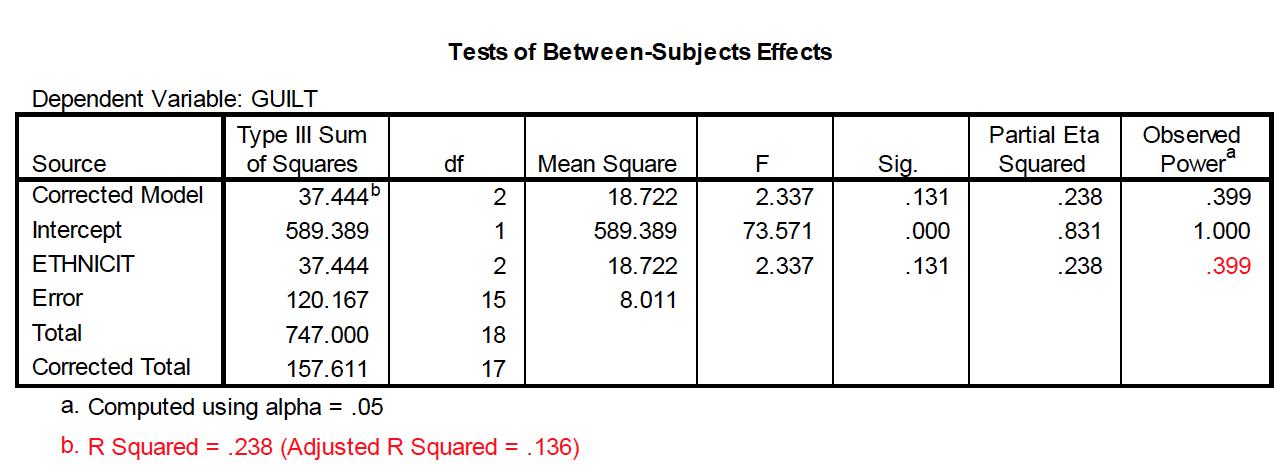 Tests of Between-Subjects Effects
Dependent Variable: GUILT
Source Type III Sum of Squares df Mean Square F Sig. Partial Eta Squared Observed Power a
Corrected Model 37.444 b 2 18.722 2.337 .131 .238 .399
Intercept 589.389 1 589.389 73.571 .000 .831 1.000
ETHNICIT 37.444 2 18.722 2.337 .131 .238 .399
Error 120.167 15 8.011
Total 747.000 18
Corrected Total 157.611 17
a. Computed using alpha = .05
b. R Squared = .238 (Adjusted R Squared = .136)